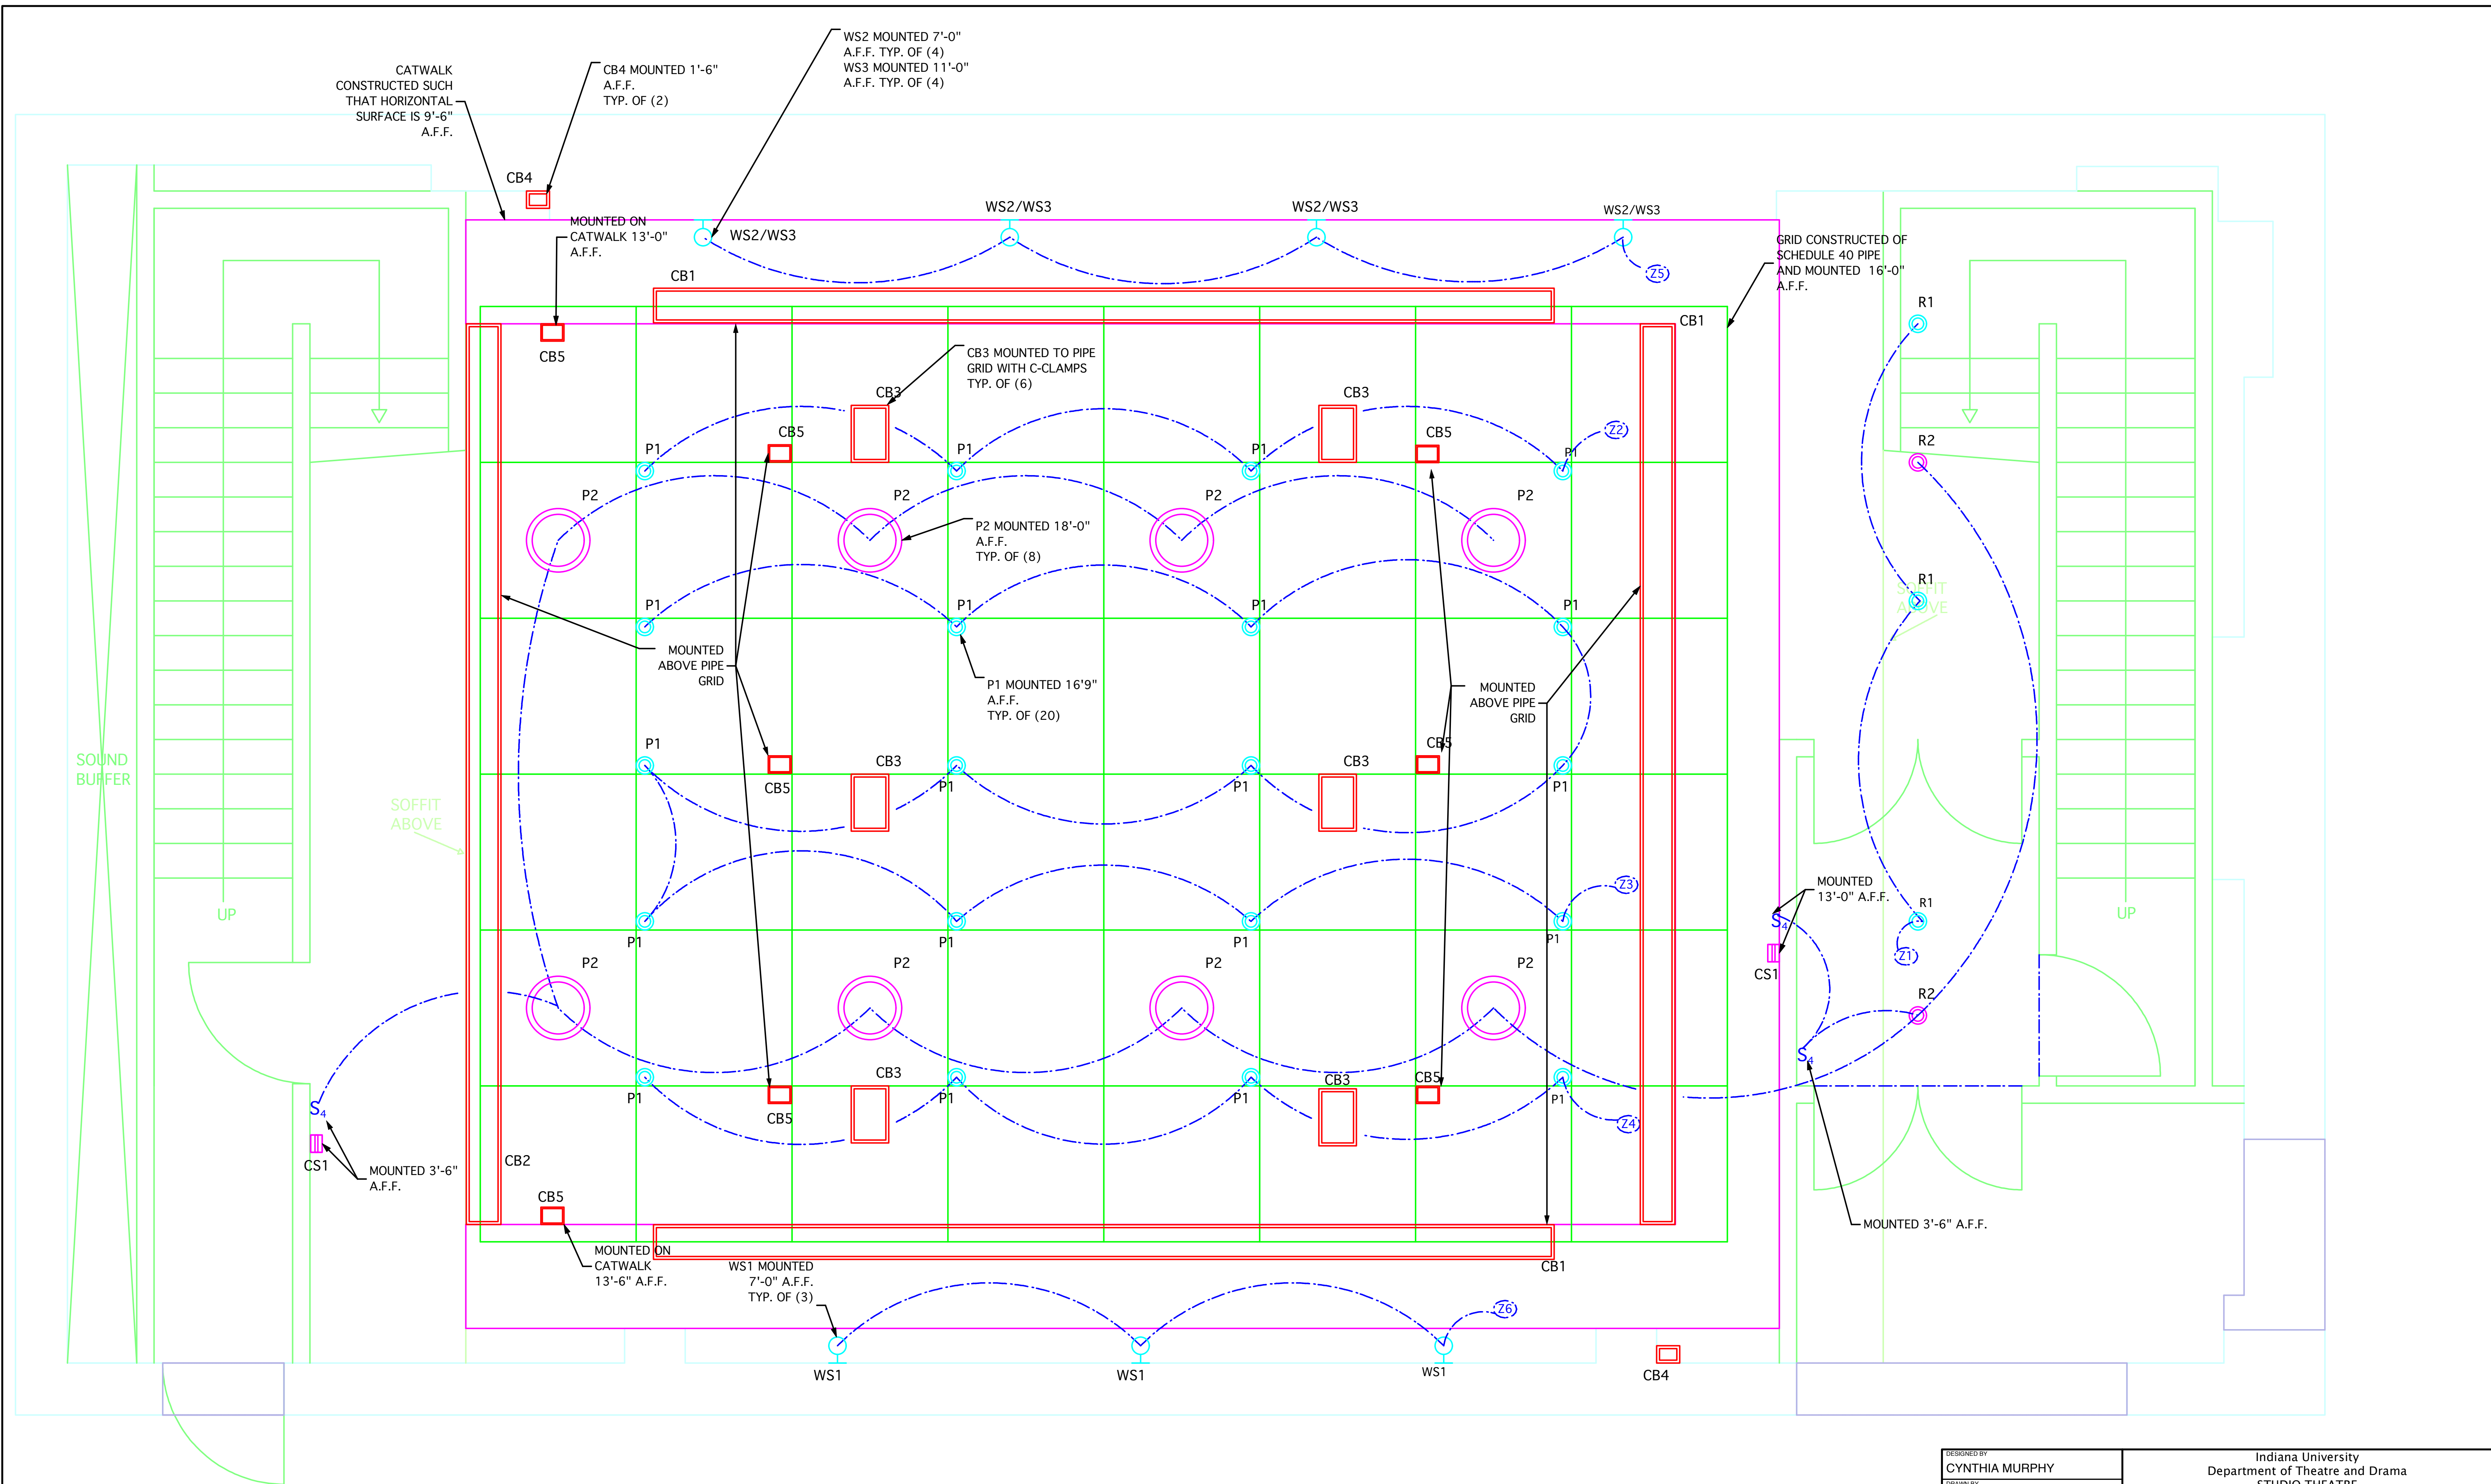 WS2 MOUNTED 7'-0"
A.F.F. TYP. OF (4)
WS3 MOUNTED 11'-0"
A.F.F. TYP. OF (4)
CATWALK
CONSTRUCTED SUCH
THAT HORIZONTAL
SURFACE IS 9'-6"
A.F.F.
CB4 MOUNTED 1'-6"
A.F.F.
TYP. OF (2)
CB4
MOUNTED ON
CATWALK 13'-0"
A.F.F.
WS2/WS3
WS2/WS3
WS2/WS3
WS2/WS3
Z5
GRID CONSTRUCTED OF
SCHEDULE 40 PIPE
AND MOUNTED 16'-0"
A.F.F.
CB1
CB1
CB5
R1
CB3 MOUNTED TO PIPE
GRID WITH C-CLAMPS
TYP. OF (6)
CB3
CB3
CB5
CB5
Z2
P1
P1
P1
P1
R2
P2
P2
P2
P2
P2 MOUNTED 18'-0"
A.F.F.
TYP. OF (8)
P1
P1
P1
P1
R1
SOFFIT
ABOVE
MOUNTED
ABOVE PIPE
GRID
P1 MOUNTED 16'9"
A.F.F.
TYP. OF (20)
MOUNTED
ABOVE PIPE
GRID
SOUND
BUFFER
SOFFIT
ABOVE
P1
CB5
CB3
P1
P1
CB3
CB5
P1
UP
P1
P1
P1
P1
Z3
MOUNTED
13'-0" A.F.F.
S4
CS1
R1
Z1
UP
P2
P2
P2
P2
R2
S4
S4
CS1
MOUNTED 3'-6"
A.F.F.
P1
CB5
CB3
P1
P1
CB3
CB5
P1
Z4
CB2
CB5
MOUNTED ON
CATWALK
13'-6" A.F.F.
MOUNTED 3'-6" A.F.F.
WS1 MOUNTED
7'-0" A.F.F.
TYP. OF (3)
CB1
Z6
WS1
WS1
WS1
CB4
DESIGNED BY
CYNTHIA MURPHY
DRAWN BY
Indiana University
Department of Theatre and Drama
STUDIO THEATRE